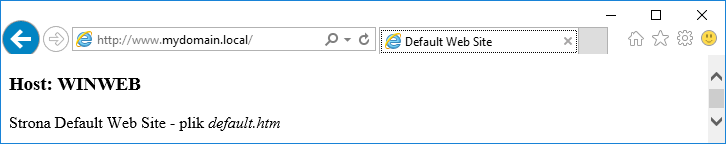 http://www.mydomain.local/
Default Web Site
Host: WINWEB
Strona Default Web Site - plik default.htm